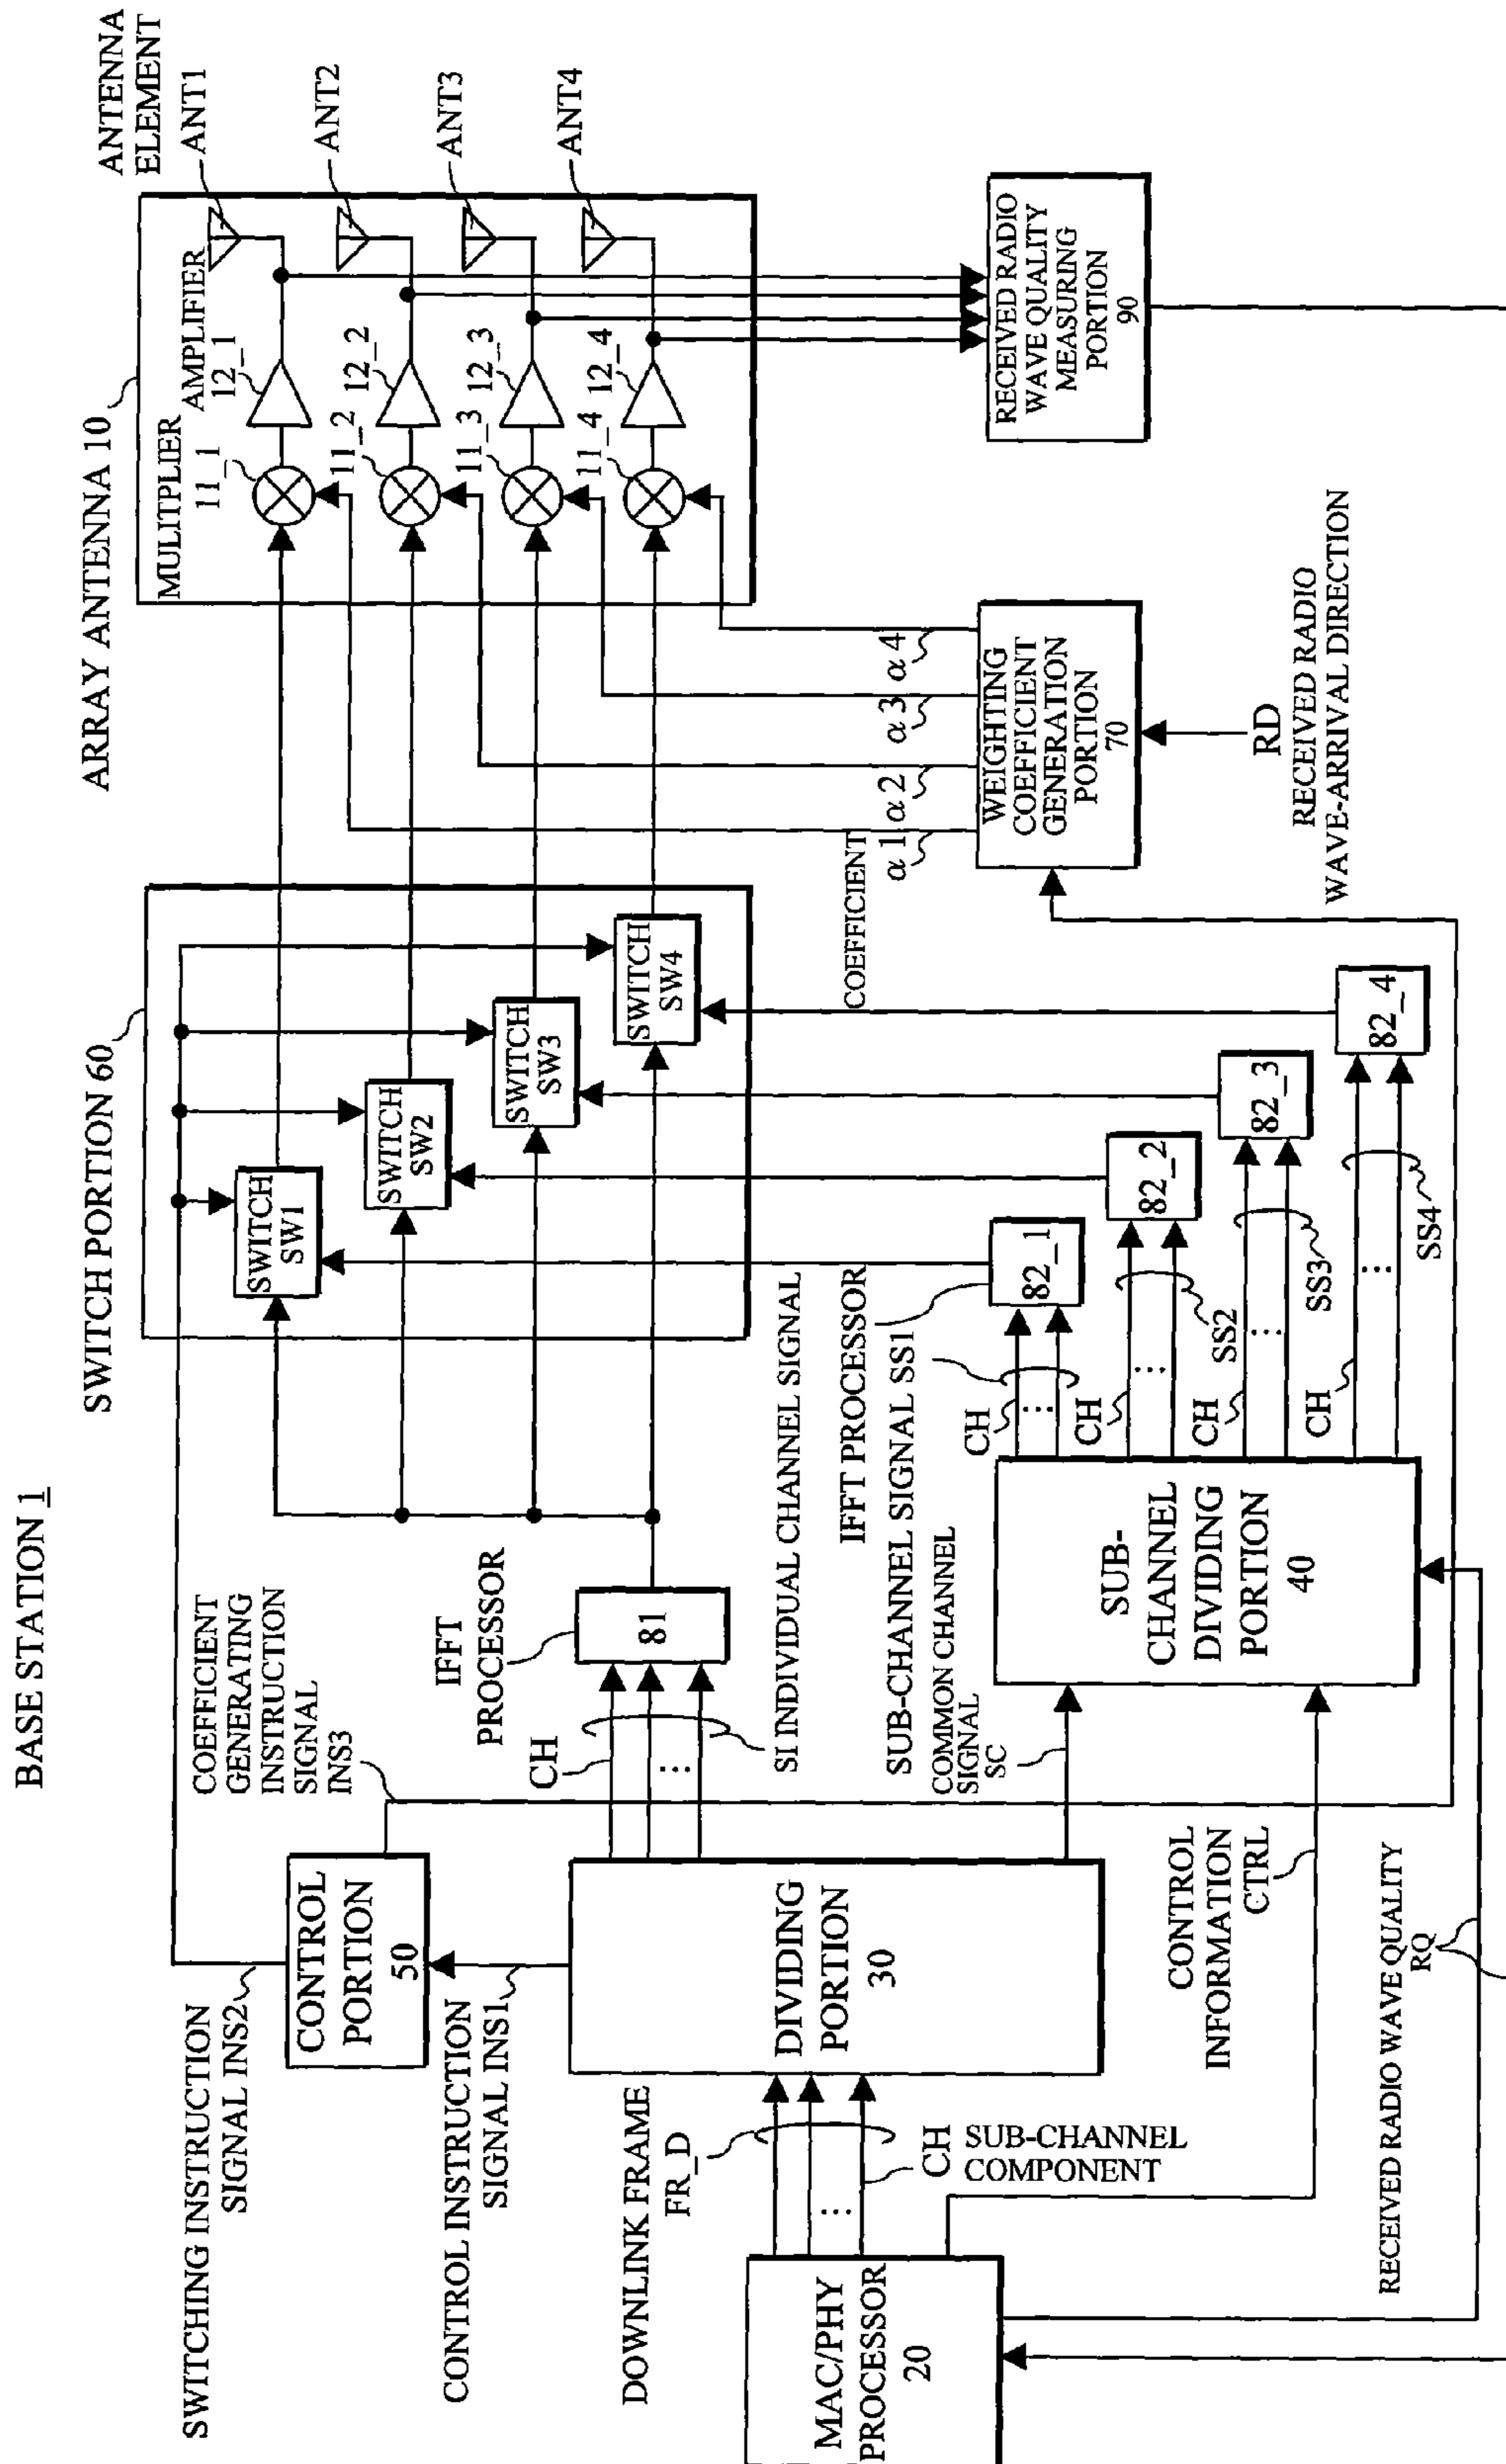 BASE STATION 1
SWITCHING INSTRUCTION
SIGNAL INS2
CONTROL
PORTION
50
COEFFICIENT
GENERATING
INSTRUCTION
SIGNAL
INS3
CONTROL INSTRUCTION
SIGNAL INS1
DOWNLINK FRAME
FR_D
MAC/PHY
PROCESSOR
20
CH SUB-CHANNEL
COMPONENT
...
DIVIDING
PORTION
30
CONTROL
INFORMATION
CTRL
RECEIVED RADIO WAVE QUALITY
RQ
IFFT
PROCESSOR
81
CH
...
SI INDIVIDUAL CHANNEL SIGNAL
COMMON CHANNEL
SIGNAL
SC
SUB-
CHANNEL
DIVIDING
PORTION
40
IFFT PROCESSOR
SUB-CHANNEL SIGNAL SS1
CH
...
82_1
CH
...
SS2
82_2
CH
...
SS3
82_3
CH
...
SS4
82_4
SWITCH PORTION 60
SWITCH
SW1
SWITCH
SW2
SWITCH
SW3
SWITCH
SW4
COEFFICIENT
α1
α2
α3
α4
WEIGHTING
COEFFICIENT
GENERATION
PORTION
70
RD
RECEIVED RADIO
WAVE-ARRIVAL DIRECTION
ARRAY ANTENNA 10
MULITPLIER
11_1
11_2
11_3
11_4
AMPLIFIER
12_1
12_2
12_3
12_4
ANTENNA
ELEMENT
ANT1
ANT2
ANT3
ANT4
RECEIVED RADIO
WAVE QUALITY
MEASURING
PORTION
90